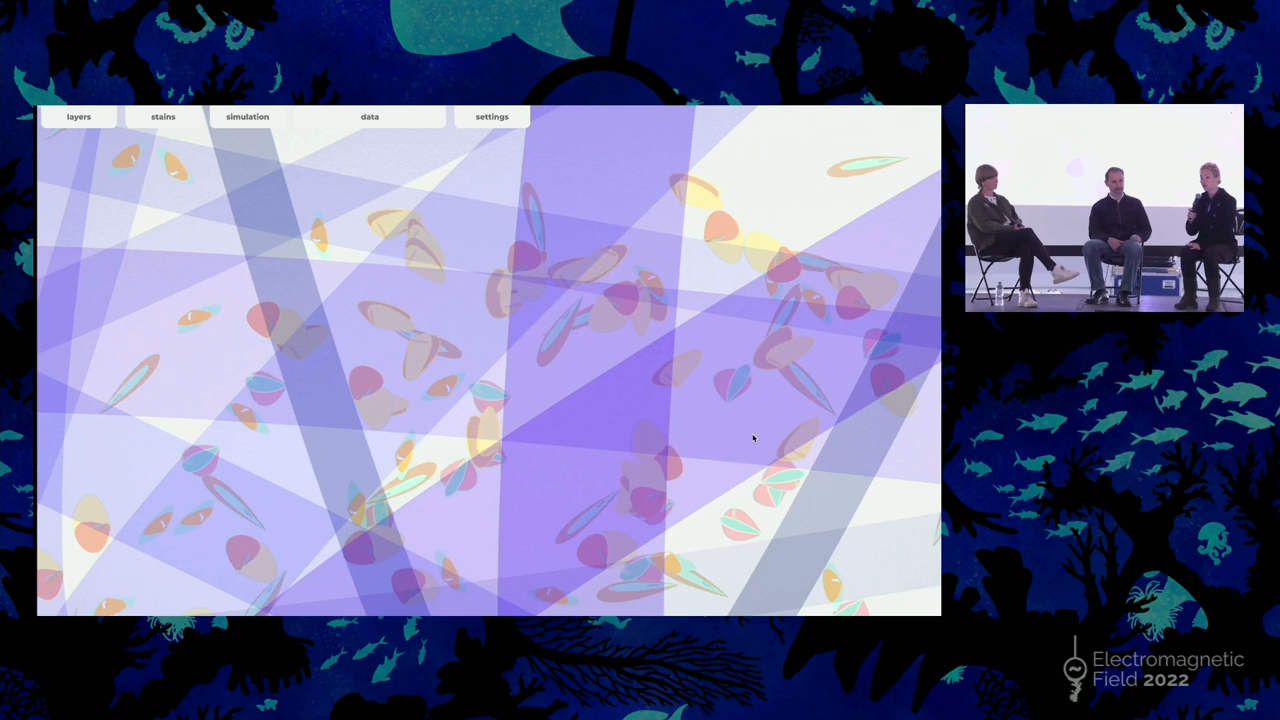 layers
stains
simulation
data
settings
Electromagnetic
Field 2022